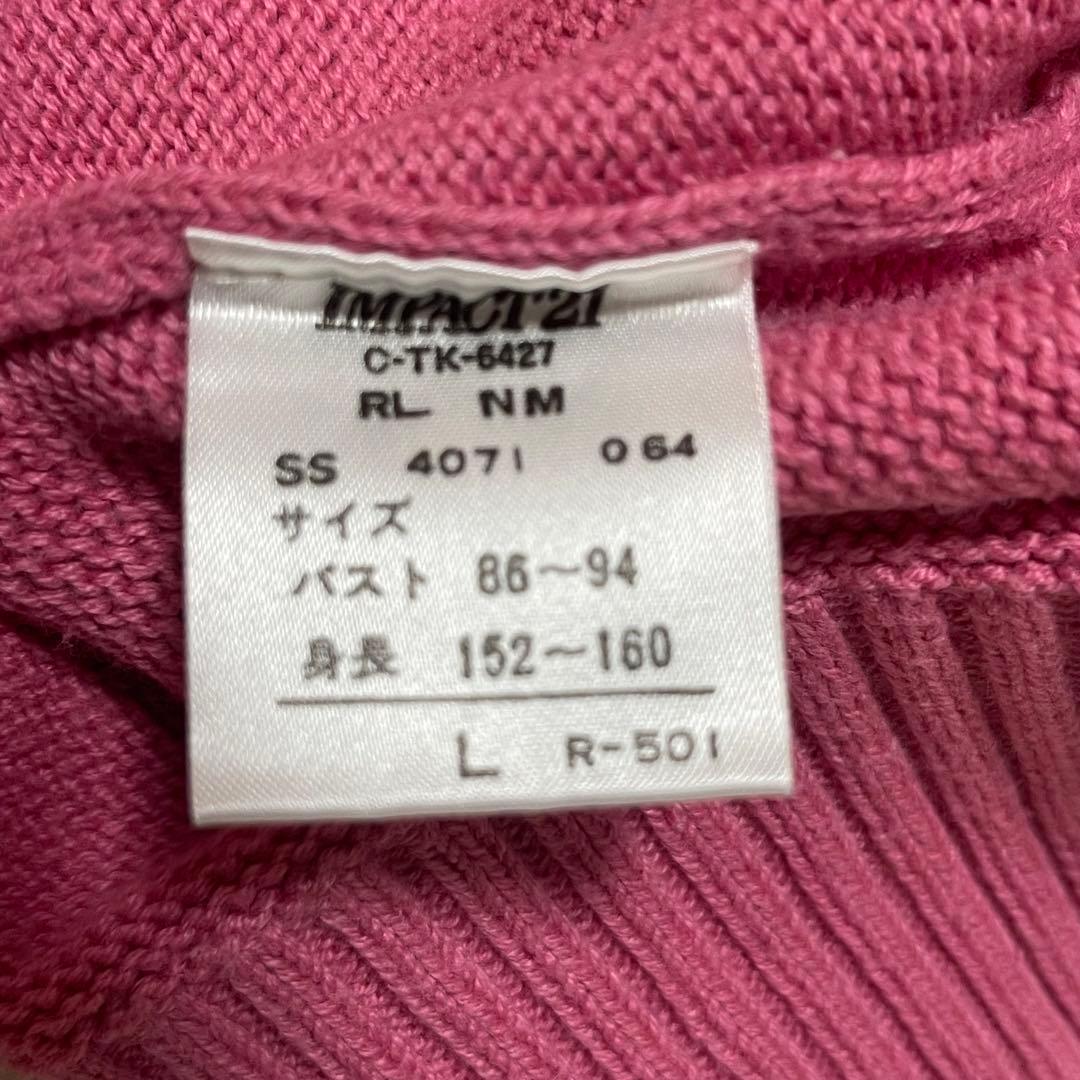 IMPACT'21
C-TK-6427
RL NM
SS 4071 064
サイズ
バスト 86～94
身長 152～160
L R-501